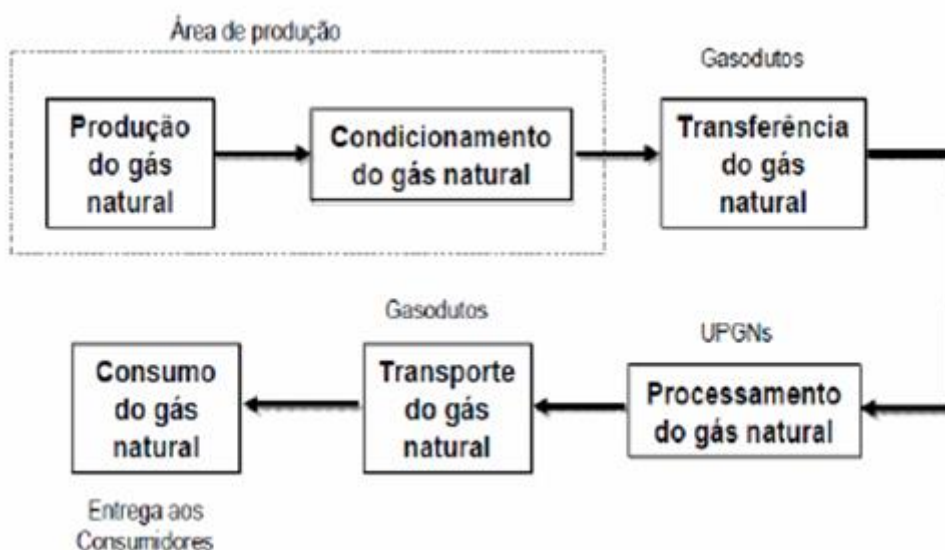 Área de produção
Produção
do gás
natural
Condicionamento
do gás natural
Gasodutos
Transferência
do gás
natural
UPGNs
Processamento
do gás natural
Gasodutos
Transporte
do gás
natural
Consumo
do gás
natural
Entrega aos
Consumidores